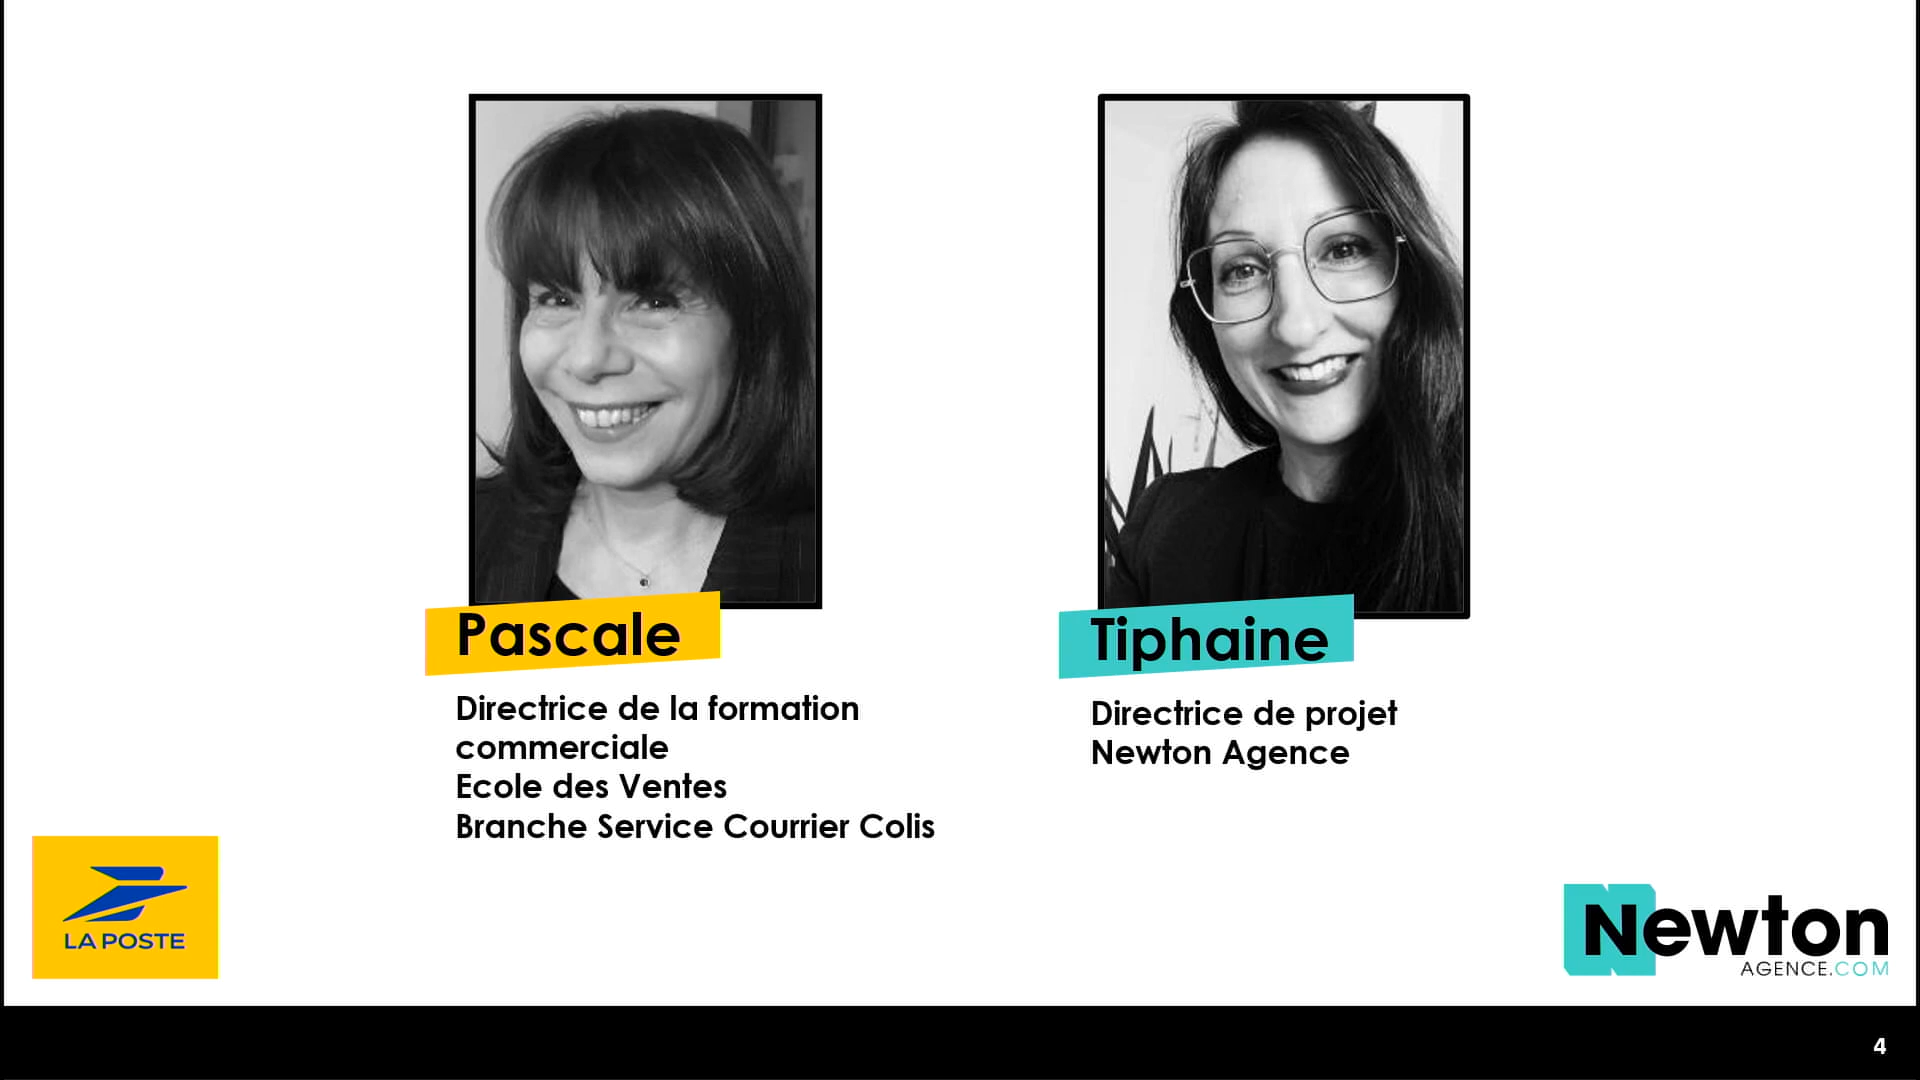 Pascale
Directrice de la formation
commerciale
Ecole des Ventes
Branche Service Courrier Colis
Tiphaine
Directrice de projet
Newton Agence
LA POSTE
Newton
AGENCE.COM
4